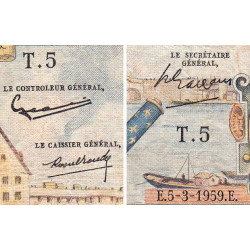 T.5
LE CONTROLEUR GÉNÉRAL,
LE CAISSIER GÉNÉRAL,
LE SECRÉTAIRE
GÉNÉRAL,
T.5
E.5-3-1959.E.